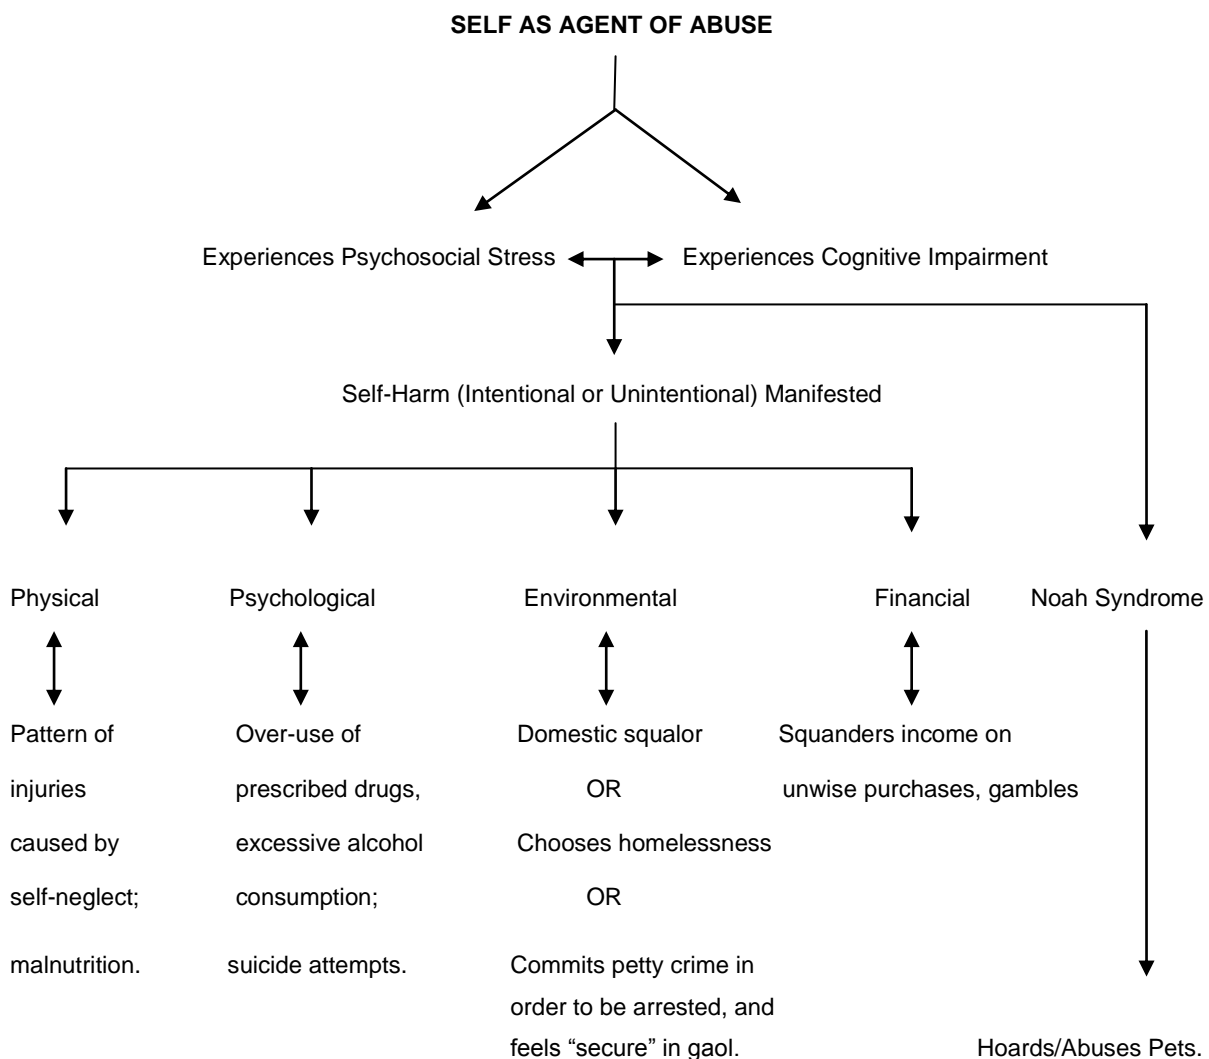 SELF AS AGENT OF ABUSE
Experiences Psychosocial Stress
Experiences Cognitive Impairment
Self-Harm (Intentional or Unintentional) Manifested
Physical
Psychological
Environmental
Financial
Noah Syndrome
Pattern of
injuries
caused by
self-neglect;
malnutrition.
Over-use of
prescribed drugs,
excessive alcohol
consumption;
suicide attempts.
Domestic squalor
OR
Chooses homelessness
OR
Commits petty crime in
order to be arrested, and
feels “secure” in gaol.
Squanders income on
unwise purchases, gambles
Hoards/Abuses Pets.